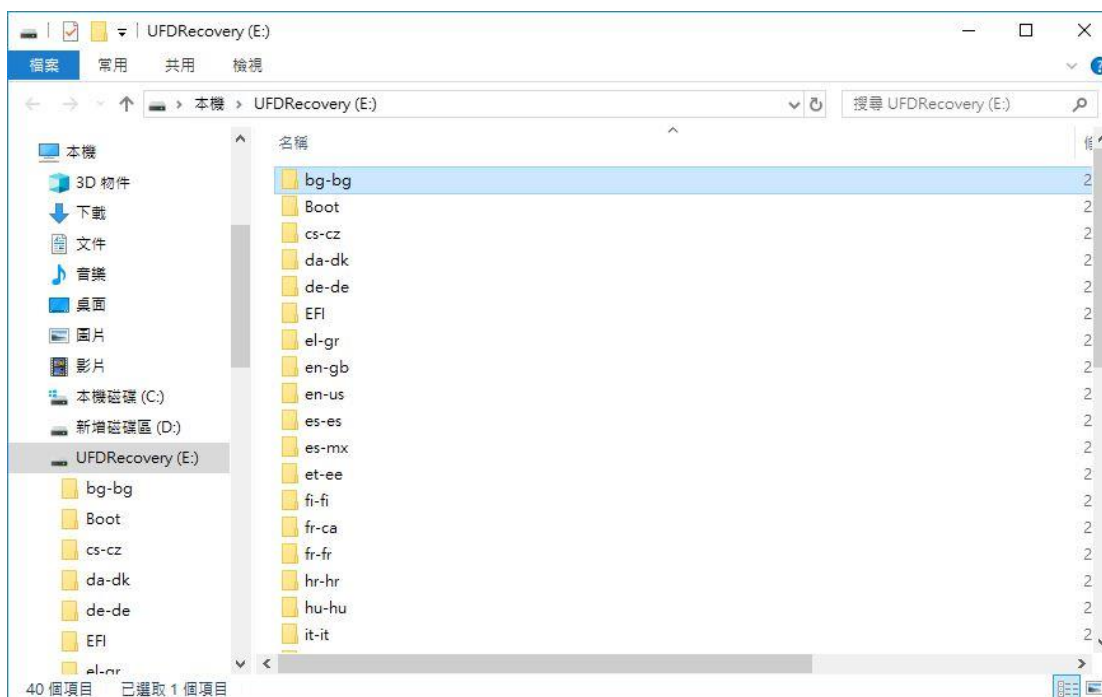 UFDRecovery (E:)
檔案 常用 共用 檢視
本機 › UFDRecovery (E:) 搜尋 UFDRecovery (E:)
本機
3D 物件
下載
文件
音樂
桌面
圖片
影片
本機磁碟 (C:)
新增磁碟區 (D:)
UFDRecovery (E:)
bg-bg
Boot
cs-cz
da-dk
de-de
EFI
el-gr
名稱
bg-bg
Boot
cs-cz
da-dk
de-de
EFI
el-gr
en-gb
en-us
es-es
es-mx
et-ee
fi-fi
fr-ca
fr-fr
hr-hr
hu-hu
it-it
40 個項目 已選取 1 個項目